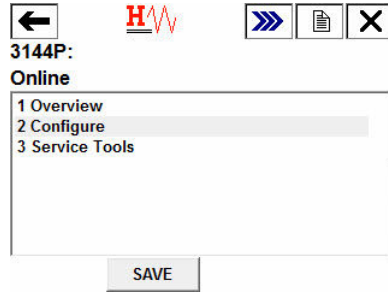 H
3144P:
Online
1 Overview
2 Configure
3 Service Tools
SAVE